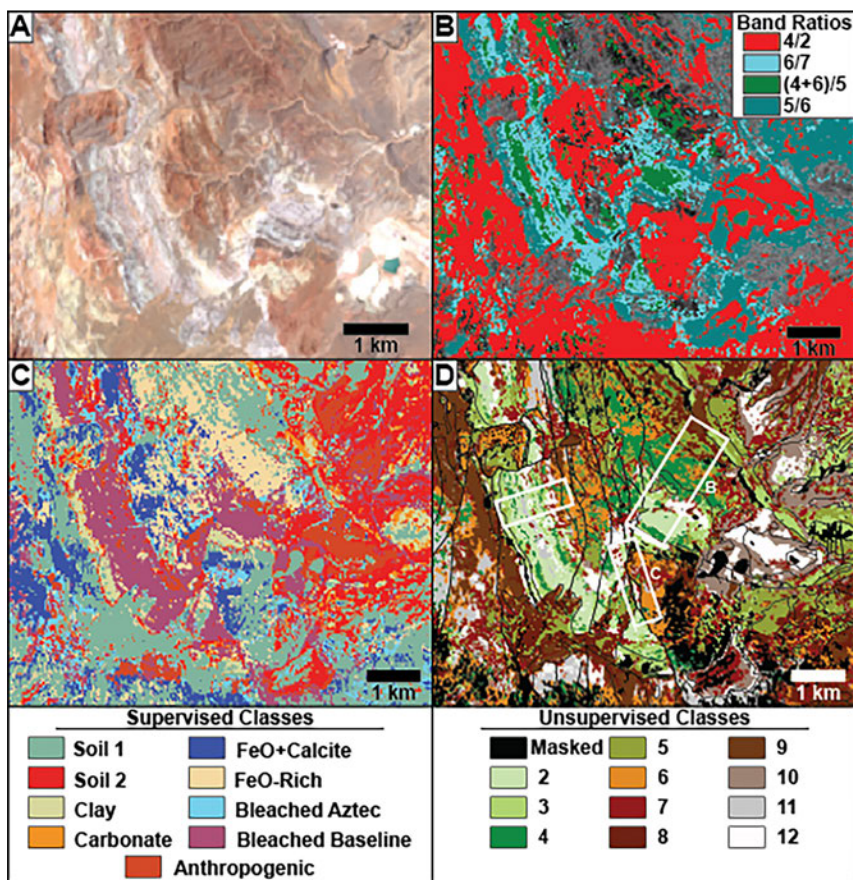 A
1 km
B
Band Ratios
4/2
6/7
(4+6)/5
5/6
1 km
C
1 km
D
B
C
1 km
Supervised Classes
Soil 1
FeO+Calcite
Soil 2
FeO-Rich
Clay
Bleached Aztec
Carbonate
Bleached Baseline
Anthropogenic
Unsupervised Classes
Masked
5
9
2
6
10
3
7
11
4
8
12